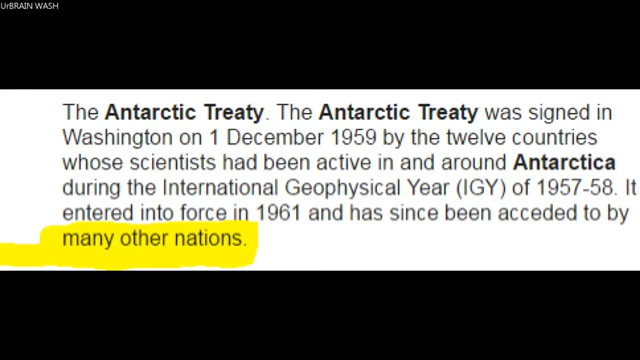 UrBRAIN WASH
The Antarctic Treaty. The Antarctic Treaty was signed in
Washington on 1 December 1959 by the twelve countries
whose scientists had been active in and around Antarctica
during the International Geophysical Year (IGY) of 1957-58. It
entered into force in 1961 and has since been acceded to by
many other nations.